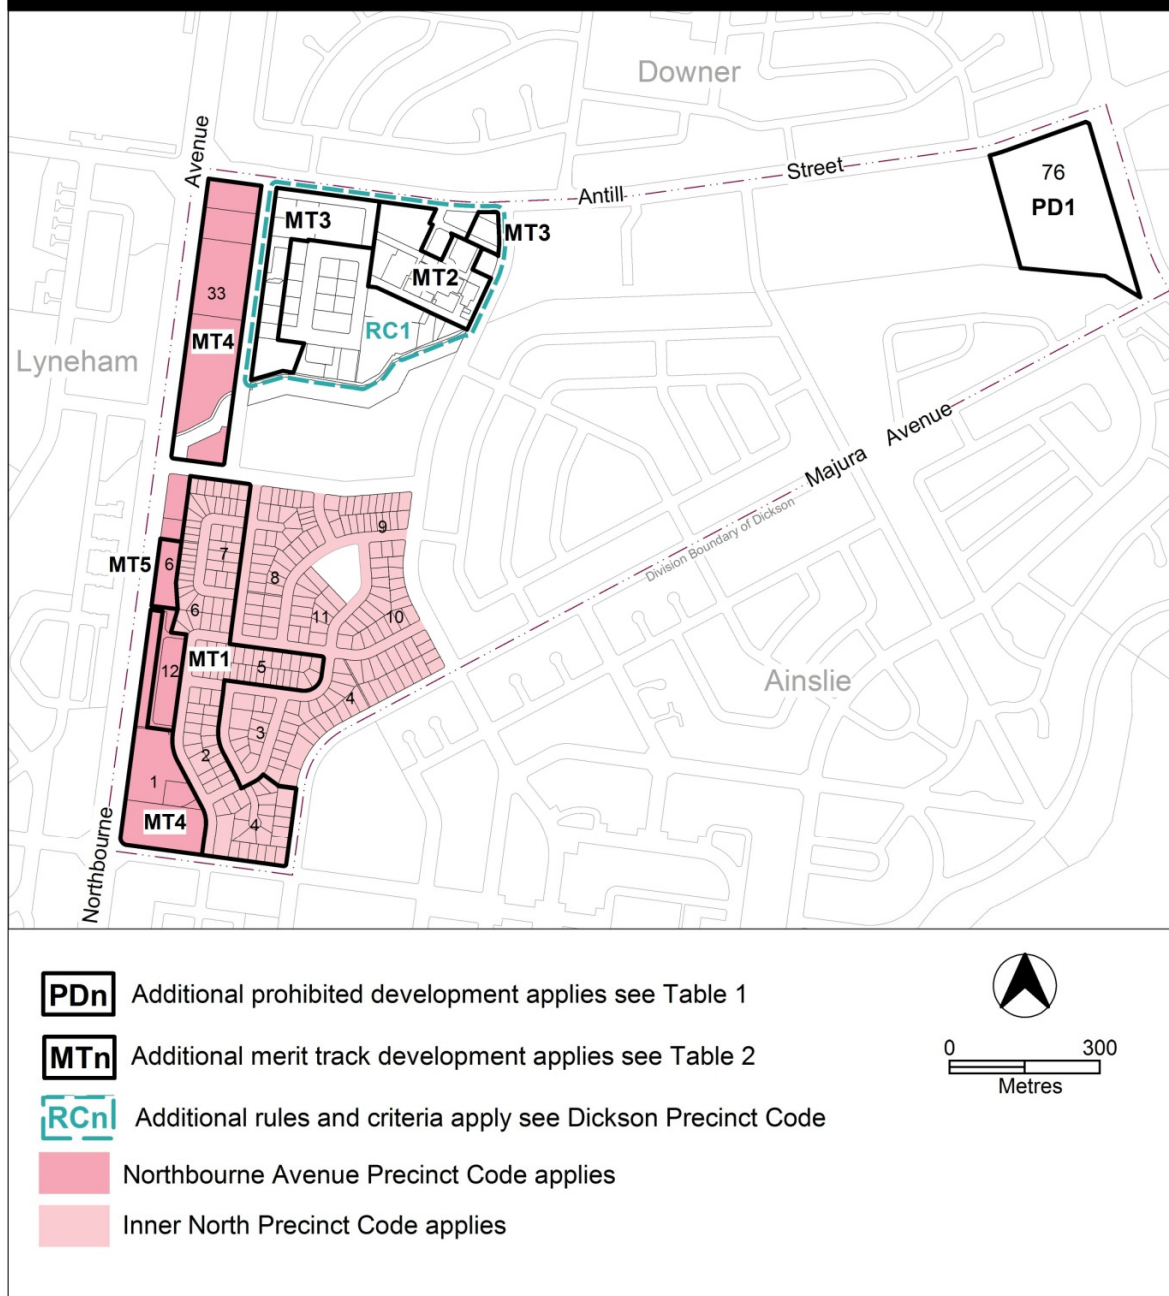 Downer
Avenue
Street
Antill
76
PD1
MT3
MT3
MT2
33
RC1
MT4
Lyneham
Avenue
Majura
Division Boundary of Dickson
9
7
MT5
6
8
6
11
10
MT1
5
12
4
Ainslie
3
2
1
MT4
4
Northbourne
PDn Additional prohibited development applies see Table 1
MTn Additional merit track development applies see Table 2
RCn Additional rules and criteria apply see Dickson Precinct Code
Northbourne Avenue Precinct Code applies
Inner North Precinct Code applies
0 300
Metres